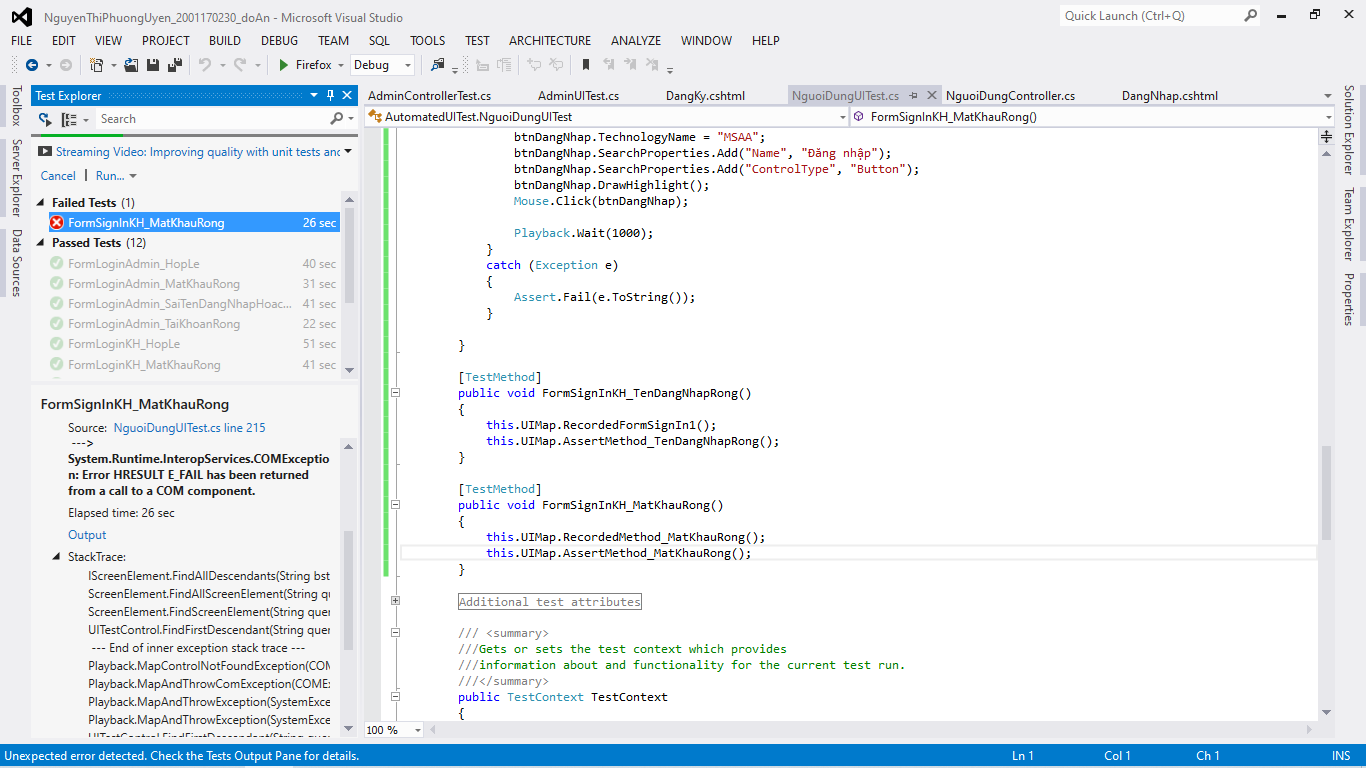 NguyenThiPhuongUyen_2001170230_doAn - Microsoft Visual Studio
Quick Launch (Ctrl+Q)
FILE EDIT VIEW PROJECT BUILD DEBUG TEAM SQL TOOLS TEST ARCHITECTURE ANALYZE WINDOW HELP
Firefox Debug
Toolbox
Server Explorer
Data Sources
Test Explorer
Search
Streaming Video: Improving quality with unit tests and
Cancel | Run...
Failed Tests (1)
FormSignInKH_MatKhauRong 26 sec
Passed Tests (12)
FormLoginAdmin_HopLe 40 sec
FormLoginAdmin_MatKhauRong 31 sec
FormLoginAdmin_SaiTenDangNhapHoac... 41 sec
FormLoginAdmin_TaiKhoanRong 22 sec
FormLoginKH_HopLe 51 sec
FormLoginKH_MatKhauRong 41 sec
FormSignInKH_MatKhauRong
Source: NguoiDungUITest.cs line 215
--->
System.Runtime.InteropServices.COMExceptio
n: Error HRESULT E_FAIL has been returned
from a call to a COM component.
Elapsed time: 26 sec
Output
StackTrace:
IScreenElement.FindAllDescendants(String bst
ScreenElement.FindAllScreenElement(String qu
ScreenElement.FindScreenElement(String quer
UITestControl.FindFirstDescendant(String quer
--- End of inner exception stack trace ---
Playback.MapControlNotFoundException(COM
Playback.MapAndThrowComException(COME
Playback.MapAndThrowException(SystemExce
Playback.MapAndThrowException(SystemExce
UITestControl.FindFirstDescendant(String quer
AdminControllerTest.cs AdminUITest.cs DangKy.cshtml NguoiDungUITest.cs NguoiDungController.cs DangNhap.cshtml
AutomatedUITest.NguoiDungUITest FormSignInKH_MatKhauRong()
btnDangNhap.TechnologyName = "MSAA";
btnDangNhap.SearchProperties.Add("Name", "Đăng nhập");
btnDangNhap.SearchProperties.Add("ControlType", "Button");
btnDangNhap.DrawHighlight();
Mouse.Click(btnDangNhap);
Playback.Wait(1000);
}
catch (Exception e)
{
Assert.Fail(e.ToString());
}
}
[TestMethod]
public void FormSignInKH_TenDangNhapRong()
{
this.UIMap.RecordedFormSignIn1();
this.UIMap.AssertMethod_TenDangNhapRong();
}
[TestMethod]
public void FormSignInKH_MatKhauRong()
{
this.UIMap.RecordedMethod_MatKhauRong();
this.UIMap.AssertMethod_MatKhauRong();
}
Additional test attributes
/// <summary>
///Gets or sets the test context which provides
///information about and functionality for the current test run.
///</summary>
public TestContext TestContext
{
100 %
Solution Explorer
Team Explorer
Properties
Unexpected error detected. Check the Tests Output Pane for details. Ln 1 Col 1 Ch 1 INS